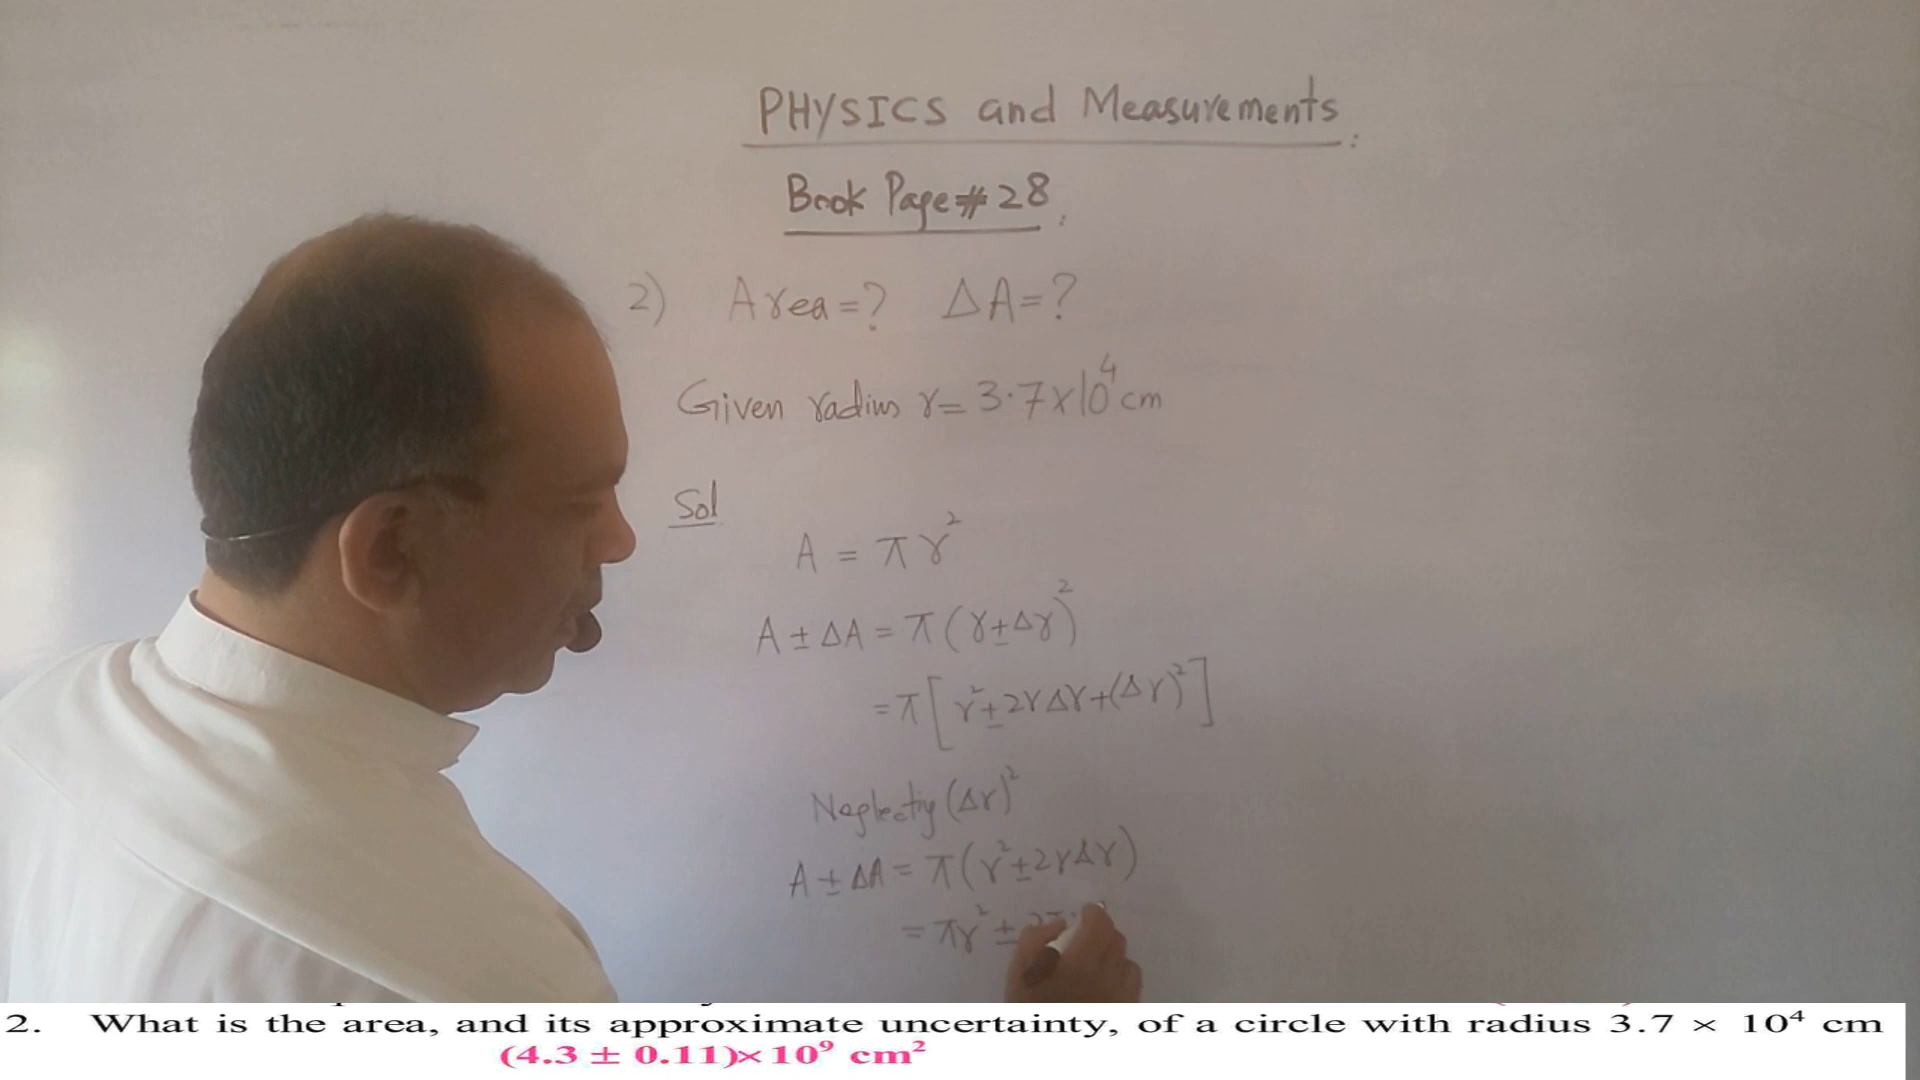 PHYSICS and Measurements.
Book Page # 28.
2) Area = ? ΔA = ?
Given radius r = 3.7 × 10⁴ cm
Sol
A = π r²
A ± ΔA = π (r ± Δr)²
= π [r² ± 2rΔr + (Δr)²]
Neglectig (Δr)²
A ± ΔA = π (r² ± 2rΔr)
= πr² ±
2. What is the area, and its approximate uncertainty, of a circle with radius 3.7 × 10⁴ cm
(4.3 ± 0.11)× 10⁹ cm²